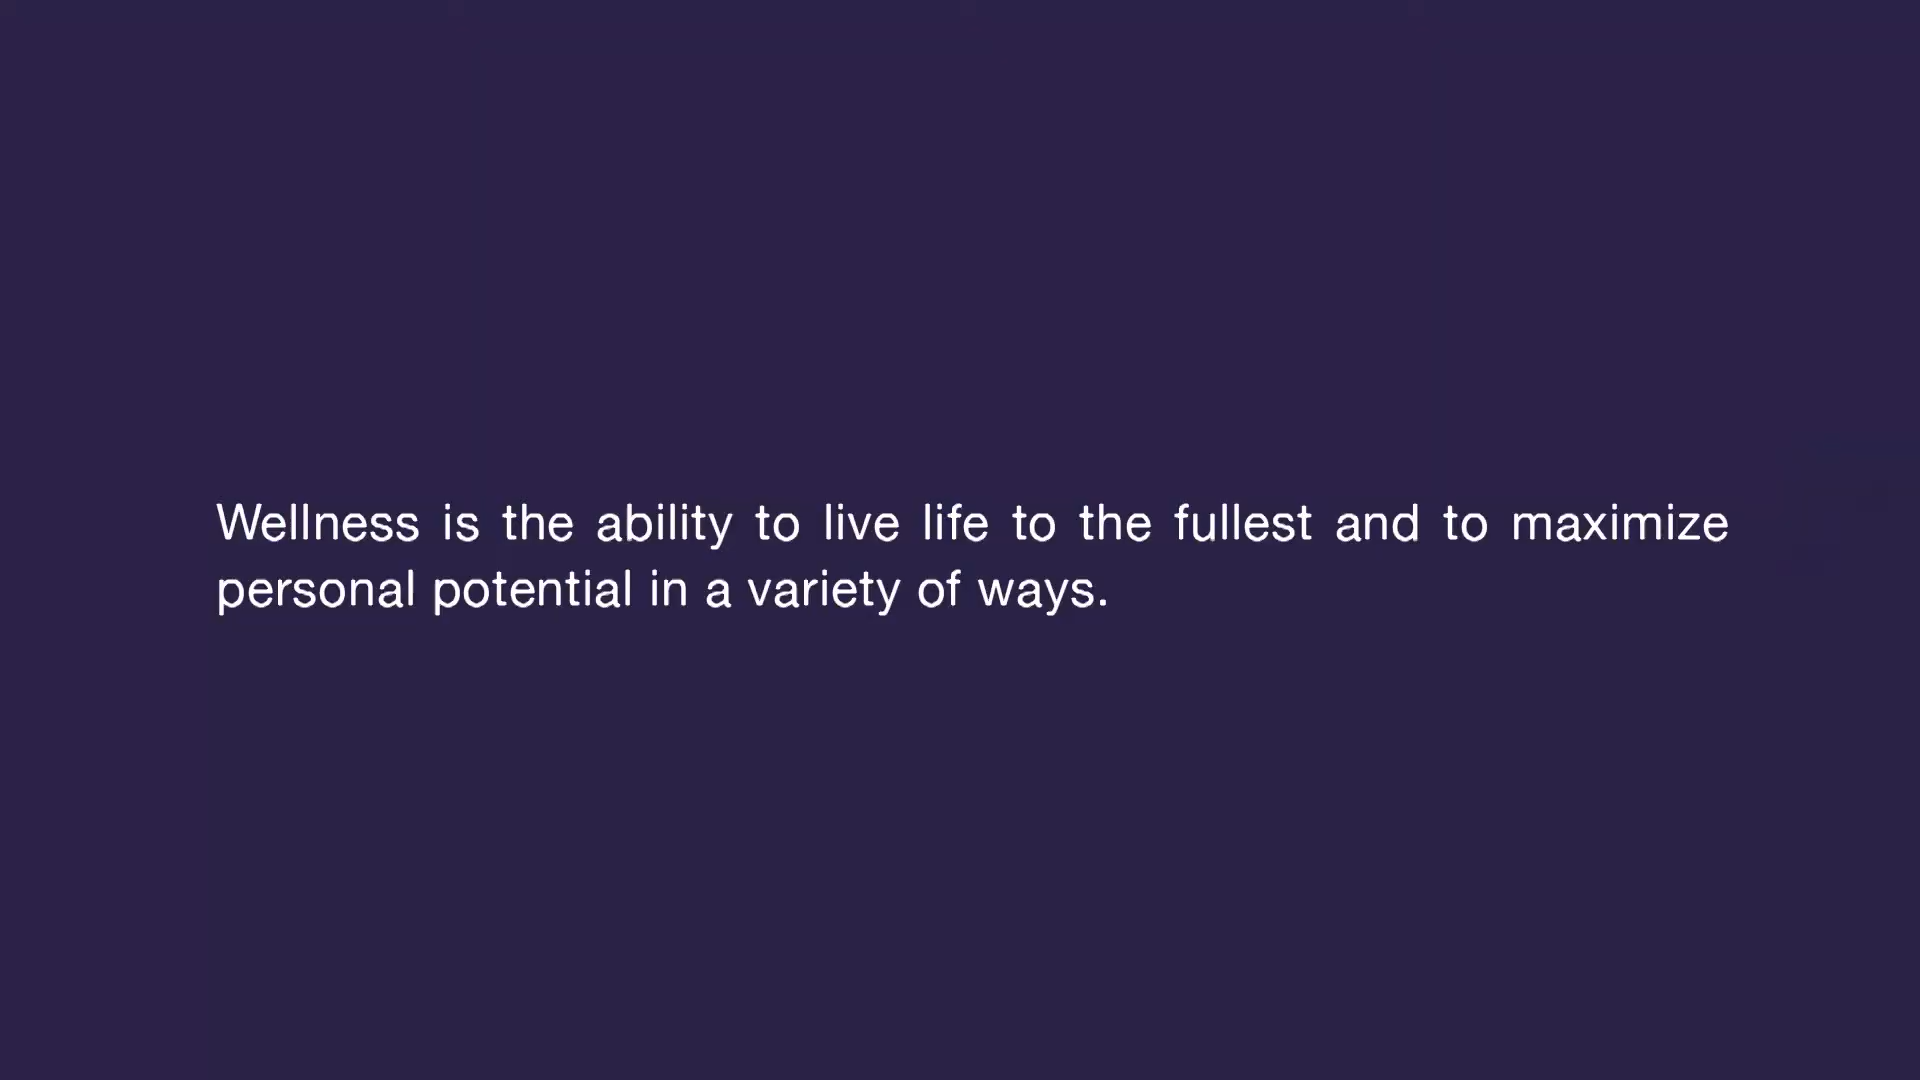 Wellness is the ability to live life to the fullest and to maximize
personal potential in a variety of ways.